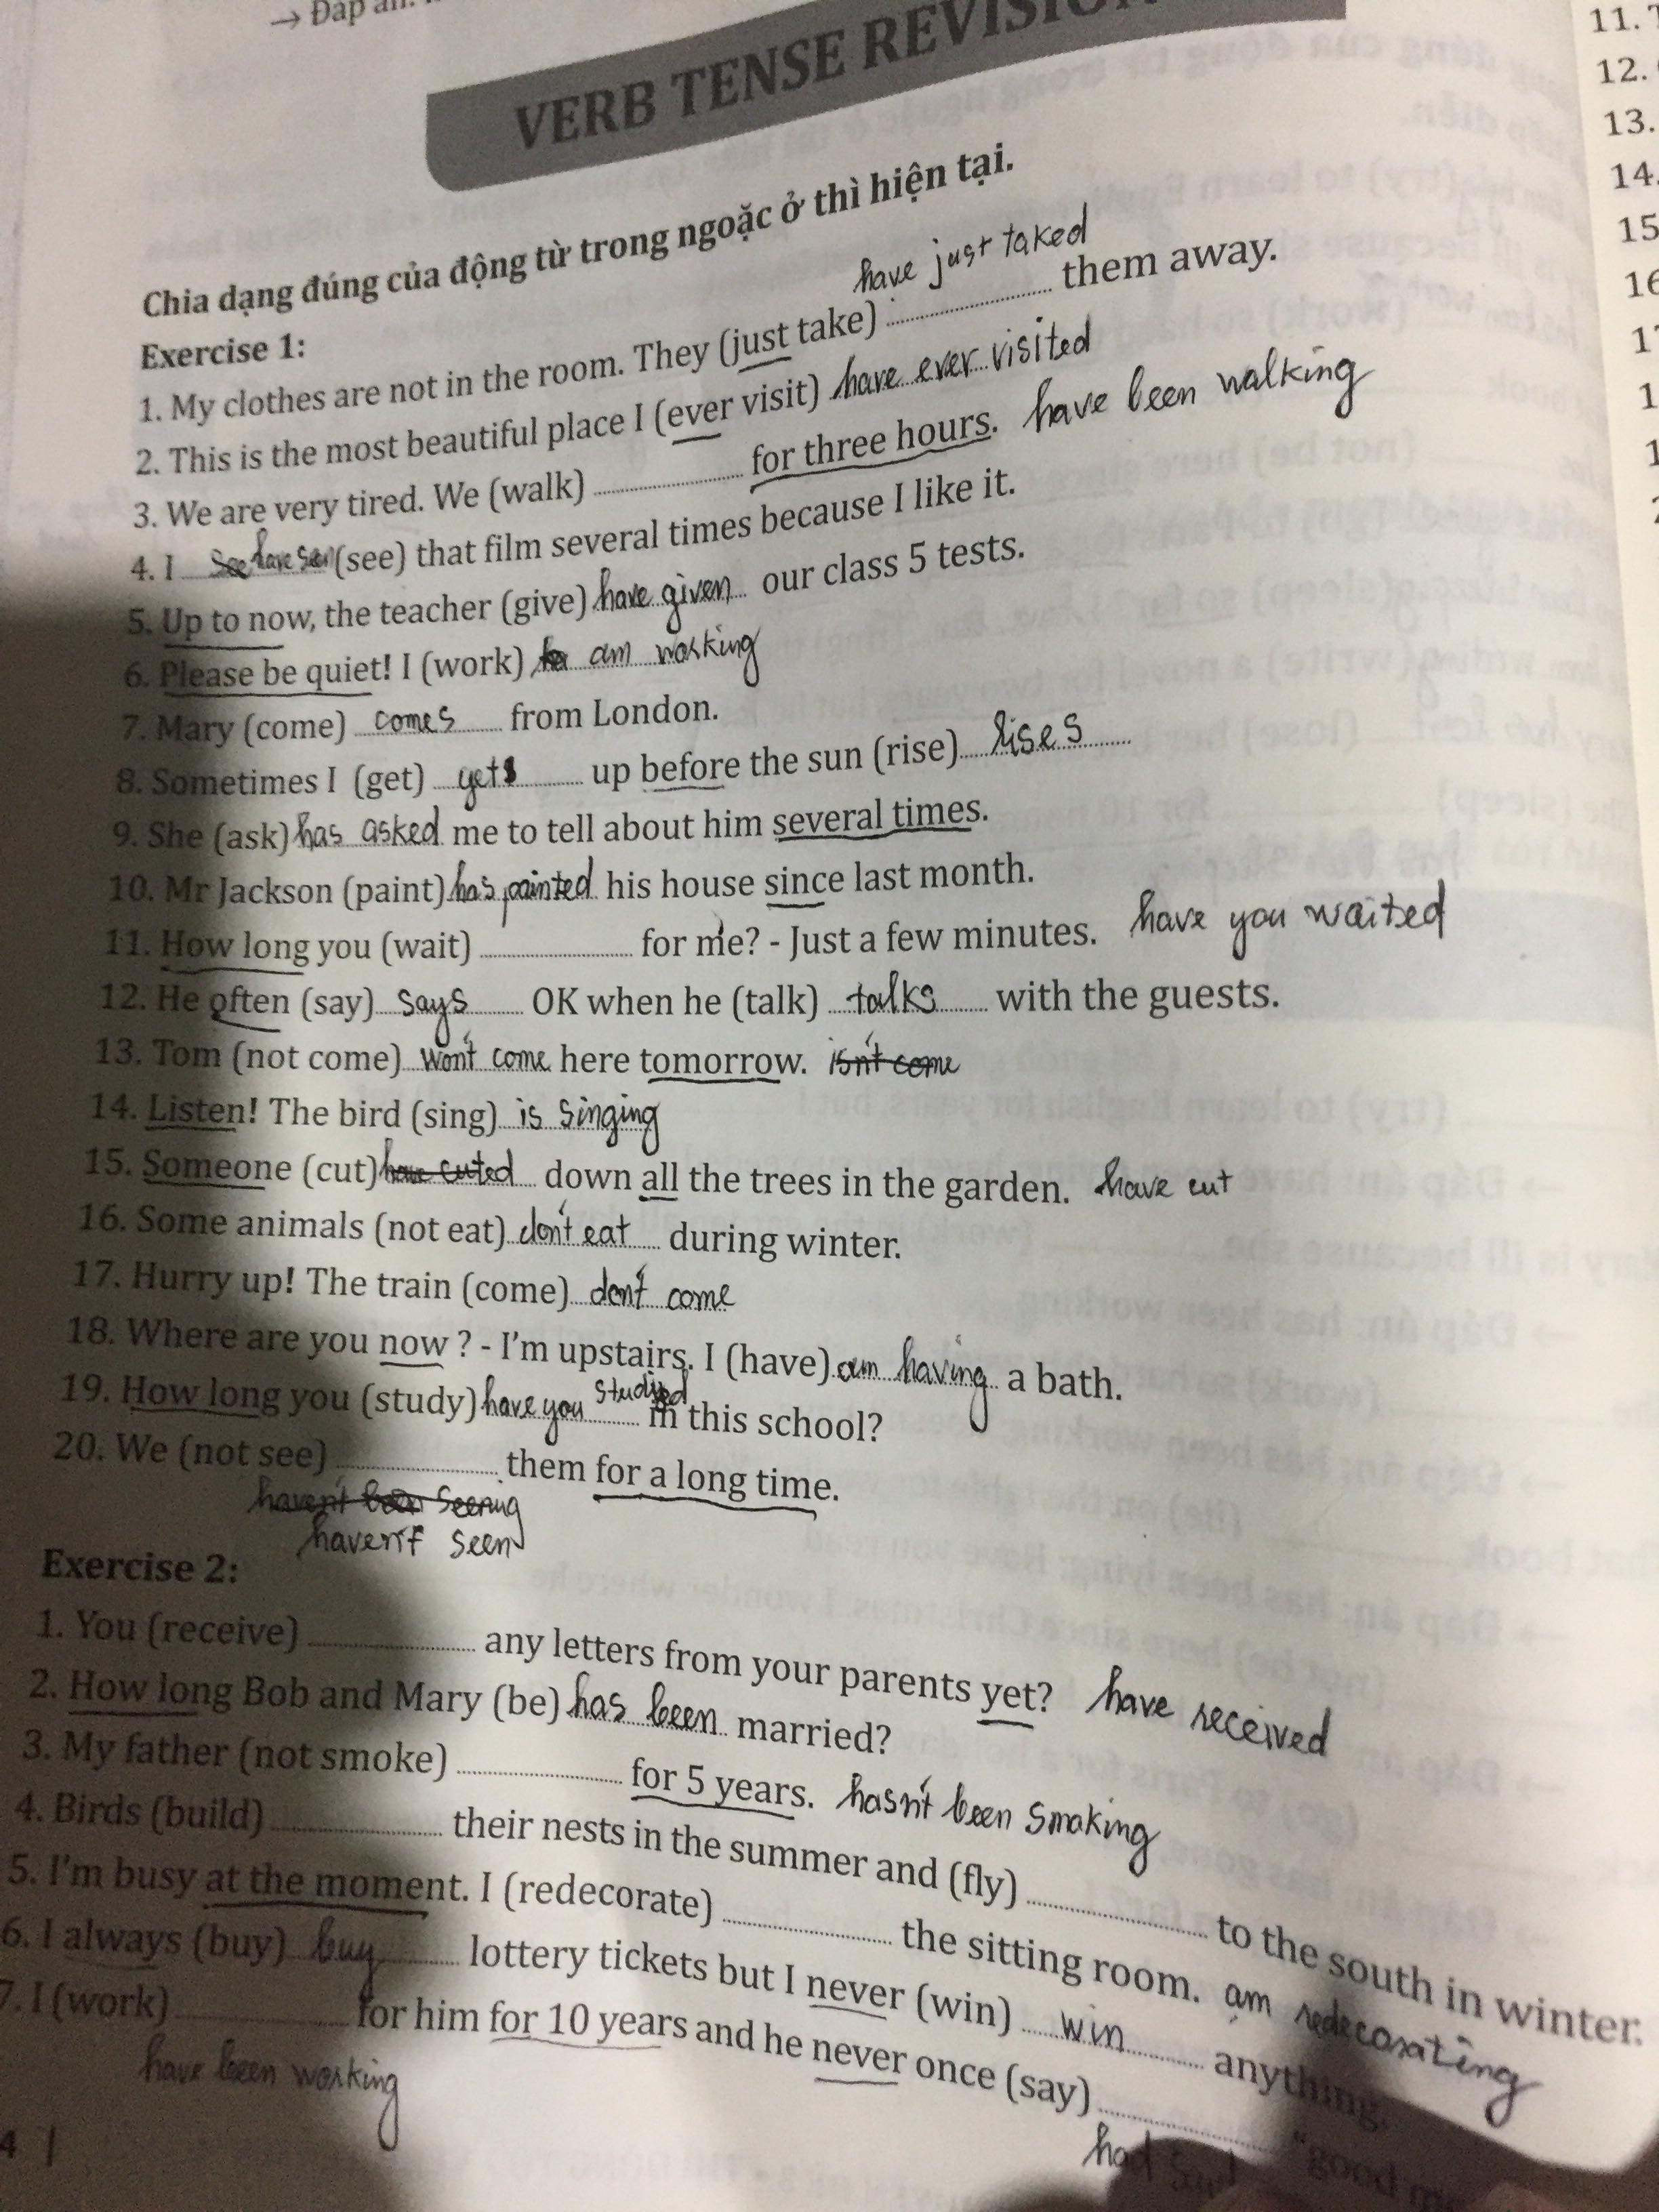 → Đáp án:
VERB TENSE REVISION
Chia dạng đúng của động từ trong ngoặc ở thì hiện tại.
Exercise 1:
have just taked
1. My clothes are not in the room. They (just take) .................... them away.
2. This is the most beautiful place I (ever visit) have ever visited
3. We are very tired. We (walk) .................... for three hours. have been walking
4. I See have seen (see) that film several times because I like it.
5. Up to now, the teacher (give) have given our class 5 tests.
6. Please be quiet! I (work) am working
7. Mary (come) comes from London.
8. Sometimes I (get) gets up before the sun (rise) rises
9. She (ask) has asked me to tell about him several times.
10. Mr Jackson (paint) has painted his house since last month.
11. How long you (wait) .................... for me? - Just a few minutes. have you waited
12. He often (say) says OK when he (talk) talks with the guests.
13. Tom (not come) won't come here tomorrow. isn't come
14. Listen! The bird (sing) is singing
15. Someone (cut) have cuted down all the trees in the garden. have cut
16. Some animals (not eat) don't eat during winter.
17. Hurry up! The train (come) don't come
18. Where are you now ? - I'm upstairs. I (have) am having a bath.
19. How long you (study) have you studied in this school?
20. We (not see) .................... them for a long time.
haven't been seeing
haven't seen
Exercise 2:
1. You (receive) .................... any letters from your parents yet? have received
2. How long Bob and Mary (be) has been married?
3. My father (not smoke) .................... for 5 years. hasn't been smoking
4. Birds (build) .................... their nests in the summer and (fly) .................... to the south in winter.
5. I'm busy at the moment. I (redecorate) .................... the sitting room. am redecorating
6. I always (buy) buy lottery tickets but I never (win) win anything.
7. I (work) .................... for him for 10 years and he never once (say) .................... "good
have been working
had
4 |
11.
12.
13.
14.
15
16